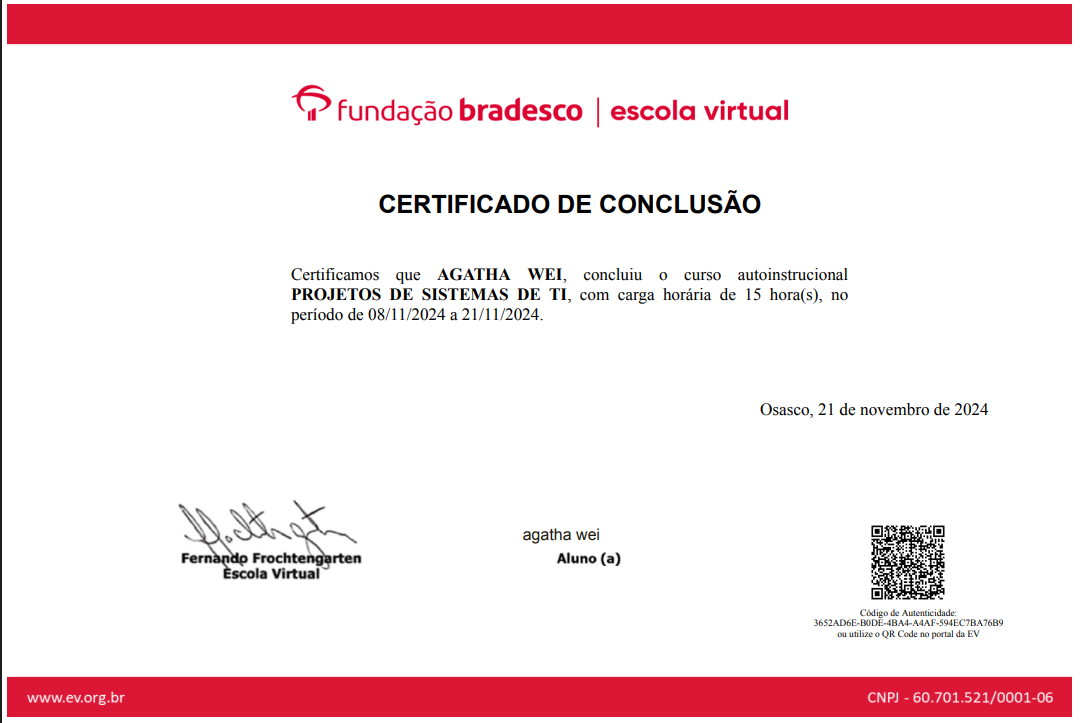 fundação bradesco | escola virtual
CERTIFICADO DE CONCLUSÃO
Certificamos que AGATHA WEI, concluiu o curso autoinstrucional
PROJETOS DE SISTEMAS DE TI, com carga horária de 15 hora(s), no
período de 08/11/2024 a 21/11/2024.
Osasco, 21 de novembro de 2024
Fernando Frochtengarten
Escola Virtual
agatha wei
Aluno (a)
Código de Autenticidade:
3652AD6E-B0DE-4BA4-A4AF-594EC7BA76B9
ou utilize o QR Code no portal da EV
www.ev.org.br
CNPJ - 60.701.521/0001-06